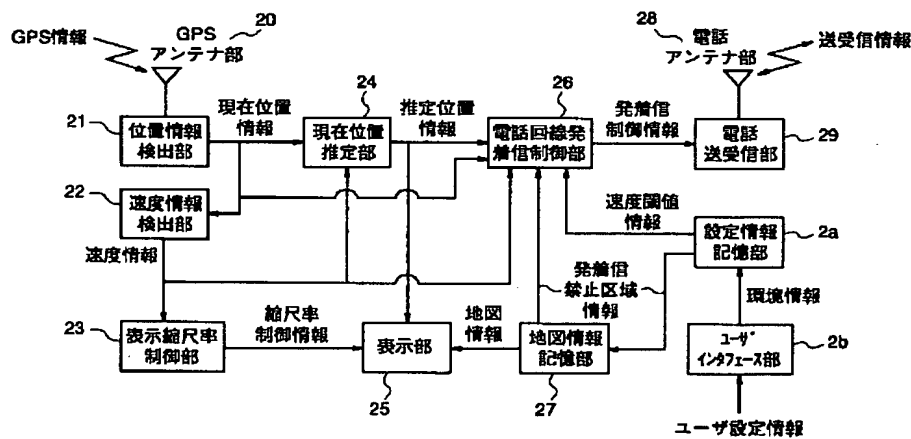 GPS情報
GPS
アンテナ部
20
28
電話
アンテナ部
送受信情報
21
位置情報
検出部
現在位置
情報
24
現在位置
推定部
推定位置
情報
26
電話回線発
着信制御部
発着信
制御情報
電話
送受信部
29
22
速度情報
検出部
速度情報
速度閾値
情報
設定情報
記憶部
2a
発着信
禁止区域
情報
環境情報
23
表示縮尺率
制御部
縮尺率
制御情報
表示部
25
地図
情報
地図情報
記憶部
27
ユーザ
インタフェース部
2b
ユーザ設定情報